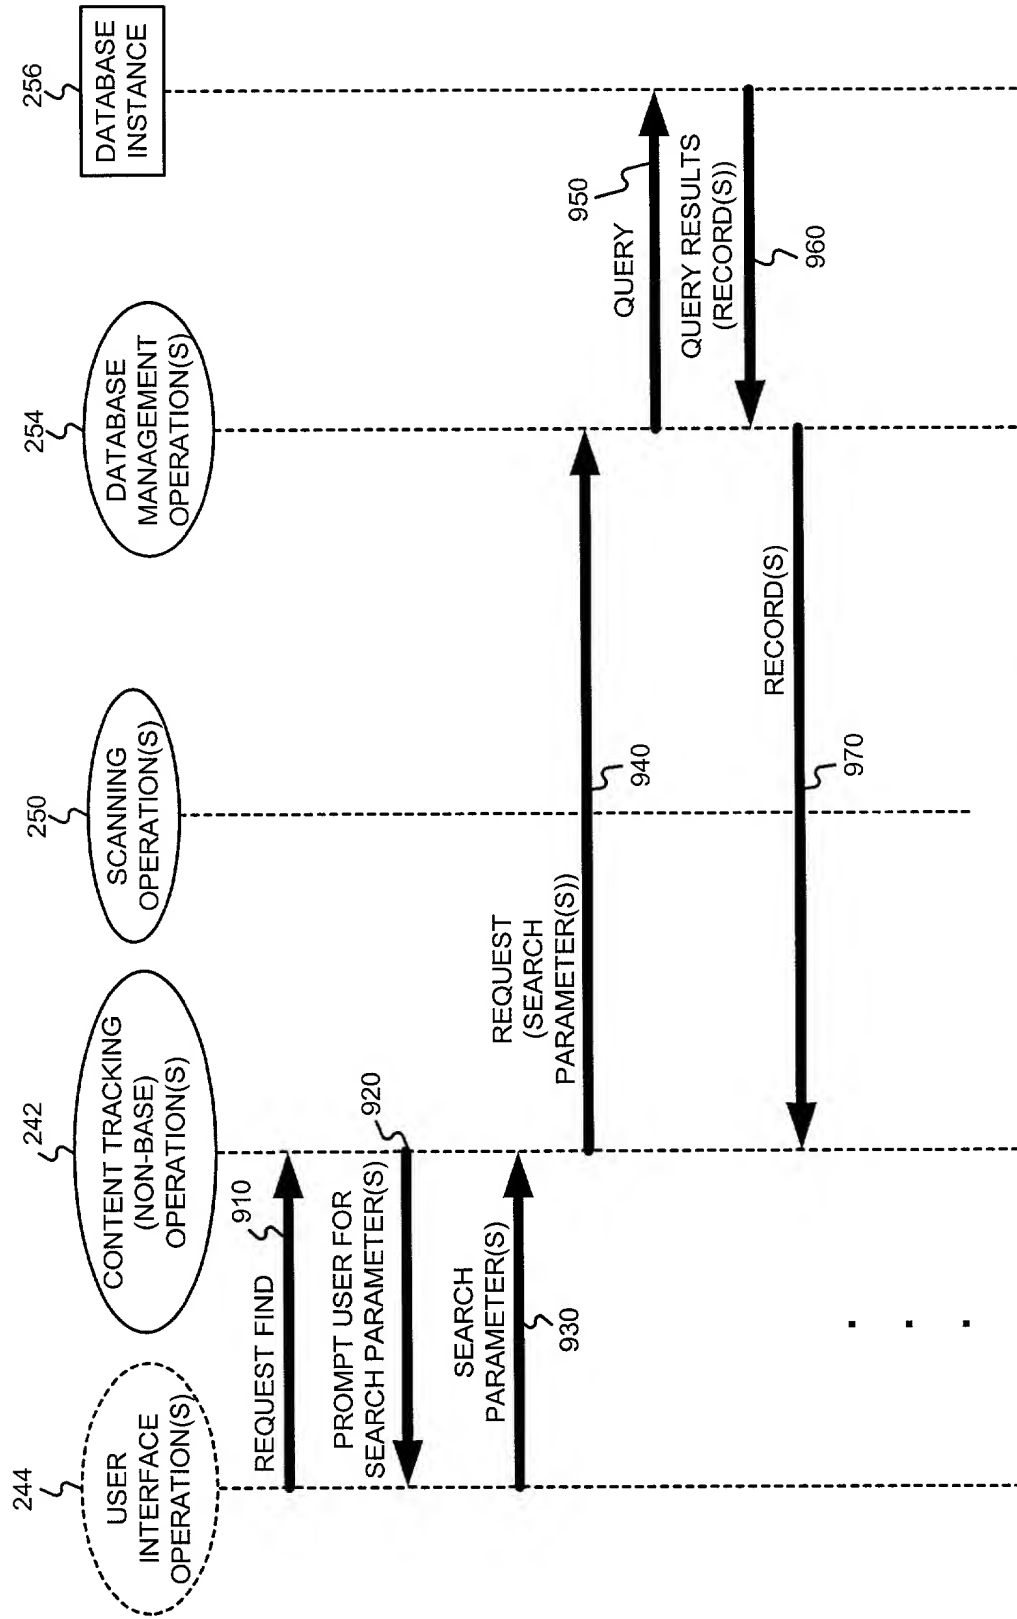 244
USER
INTERFACE
OPERATION(S)
242
CONTENT TRACKING
(NON-BASE)
OPERATION(S)
250
SCANNING
OPERATION(S)
254
DATABASE
MANAGEMENT
OPERATION(S)
256
DATABASE
INSTANCE
REQUEST FIND
910
PROMPT USER FOR
SEARCH PARAMETER(S)
920
SEARCH
PARAMETER(S)
930
REQUEST
(SEARCH
PARAMETER(S))
940
QUERY
950
QUERY RESULTS
(RECORD(S))
960
RECORD(S)
970